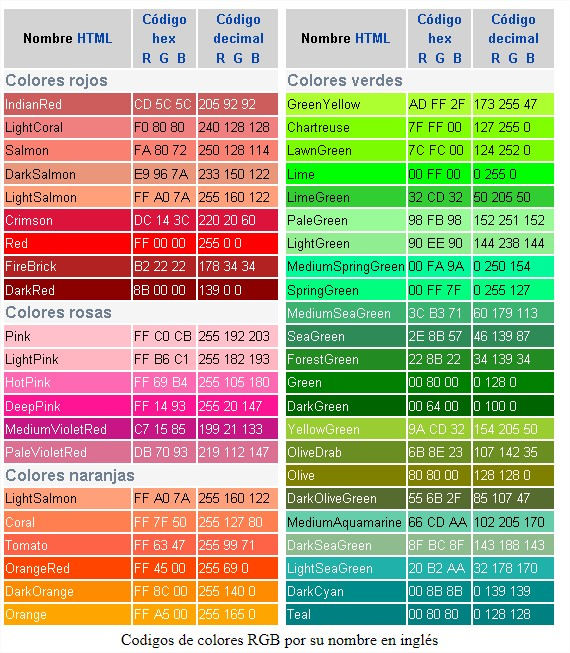 Nombre HTML Código hex R G B Código decimal R G B
Colores rojos
IndianRed CD 5C 5C 205 92 92
LightCoral F0 80 80 240 128 128
Salmon FA 80 72 250 128 114
DarkSalmon E9 96 7A 233 150 122
LightSalmon FF A0 7A 255 160 122
Crimson DC 14 3C 220 20 60
Red FF 00 00 255 0 0
FireBrick B2 22 22 178 34 34
DarkRed 8B 00 00 139 0 0
Colores rosas
Pink FF C0 CB 255 192 203
LightPink FF B6 C1 255 182 193
HotPink FF 69 B4 255 105 180
DeepPink FF 14 93 255 20 147
MediumVioletRed C7 15 85 199 21 133
PaleVioletRed DB 70 93 219 112 147
Colores naranjas
LightSalmon FF A0 7A 255 160 122
Coral FF 7F 50 255 127 80
Tomato FF 63 47 255 99 71
OrangeRed FF 45 00 255 69 0
DarkOrange FF 8C 00 255 140 0
Orange FF A5 00 255 165 0
Nombre HTML Código hex R G B Código decimal R G B
Colores verdes
GreenYellow AD FF 2F 173 255 47
Chartreuse 7F FF 00 127 255 0
LawnGreen 7C FC 00 124 252 0
Lime 00 FF 00 0 255 0
LimeGreen 32 CD 32 50 205 50
PaleGreen 98 FB 98 152 251 152
LightGreen 90 EE 90 144 238 144
MediumSpringGreen 00 FA 9A 0 250 154
SpringGreen 00 FF 7F 0 255 127
MediumSeaGreen 3C B3 71 60 179 113
SeaGreen 2E 8B 57 46 139 87
ForestGreen 22 8B 22 34 139 34
Green 00 80 00 0 128 0
DarkGreen 00 64 00 0 100 0
YellowGreen 9A CD 32 154 205 50
OliveDrab 6B 8E 23 107 142 35
Olive 80 80 00 128 128 0
DarkOliveGreen 55 6B 2F 85 107 47
MediumAquamarine 66 CD AA 102 205 170
DarkSeaGreen 8F BC 8F 143 188 143
LightSeaGreen 20 B2 AA 32 178 170
DarkCyan 00 8B 8B 0 139 139
Teal 00 80 80 0 128 128
Codigos de colores RGB por su nombre en inglés